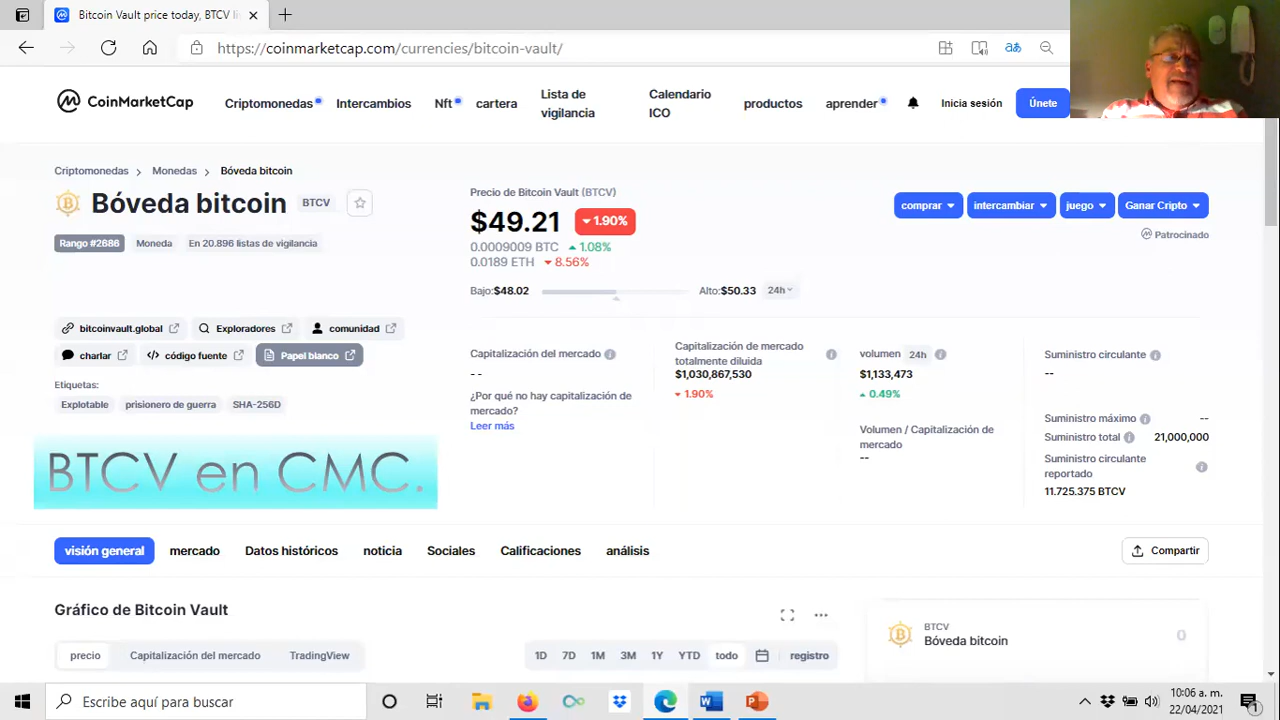 Bitcoin Vault price today, BTCV li
https://coinmarketcap.com/currencies/bitcoin-vault/
CoinMarketCap
Criptomonedas
Intercambios
Nft
cartera
Lista de
vigilancia
Calendario
ICO
productos
aprender
Inicia sesión
Únete
Criptomonedas
Monedas
Bóveda bitcoin
Bóveda bitcoin
BTCV
Rango #2686
Moneda
En 20.896 listas de vigilancia
Precio de Bitcoin Vault (BTCV)
$49.21
1.90%
0.0009009 BTC
1.08%
0.0189 ETH
8.56%
Bajo:$48.02
Alto:$50.33
24h
comprar
intercambiar
juego
Ganar Cripto
Patrocinado
bitcoinvault.global
Exploradores
comunidad
charlar
código fuente
Papel blanco
Etiquetas:
Explotable
prisionero de guerra
SHA-256D
BTCV en CMC.
Capitalización del mercado
--
¿Por qué no hay capitalización de
mercado?
Leer más
Capitalización de mercado
totalmente diluida
$1,030,867,530
1.90%
volumen
24h
$1,133,473
0.49%
Volumen / Capitalización de
mercado
--
Suministro circulante
--
Suministro máximo
--
Suministro total
21,000,000
Suministro circulante
reportado
11.725.375 BTCV
visión general
mercado
Datos históricos
noticia
Sociales
Calificaciones
análisis
Compartir
Gráfico de Bitcoin Vault
precio
Capitalización del mercado
TradingView
1D
7D
1M
3M
1Y
YTD
todo
registro
BTCV
Bóveda bitcoin
0
Escribe aquí para buscar
10:06 a. m.
22/04/2021
1